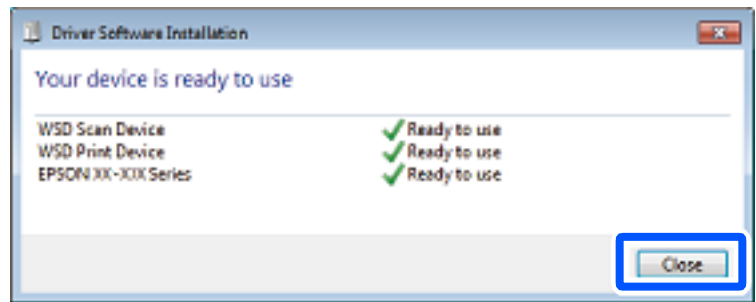 Driver Software Installation
Your device is ready to use
WSD Scan Device Ready to use
WSD Print Device Ready to use
EPSON XX-XXX Series Ready to use
Close